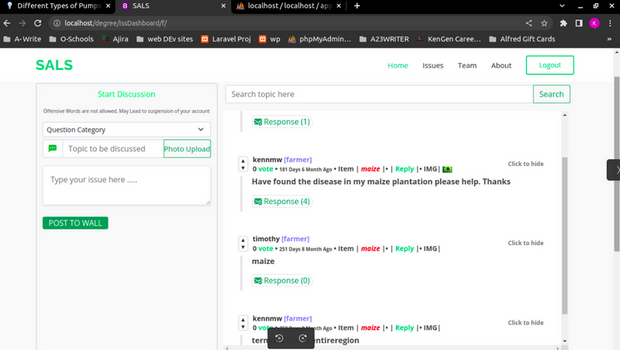 Different Types of Pumps
SALS
localhost / localhost / app
localhost/degree/lssDashboard/f/
A-Write
O-Schools
Ajira
web DEv sites
Laravel Proj
wp
phpMyAdmin...
A23WRITER
KenGen Caree...
Alfred Gift Cards
SALS
Home Issues Team About Logout
Start Discussion
Offensive Words are not allowed, May Lead to suspension of your account
Question Category
Topic to be discussed Photo Upload
Type your issue here .....
POST TO WALL
Search topic here Search
Response (1)
kennmw [farmer] Click to hide
0 vote • 181 Days 6 Month Ago • Item | maize |• | Reply |• IMG|
Have found the disease in my maize plantation please help. Thanks
Response (4)
timothy [farmer] Click to hide
0 vote • 251 Days 8 Month Ago • Item | maize |• | Reply |• IMG|
maize
Response (0)
kennmw [farmer] Click to hide
0 vote Month Ago • Item | maize |• | Reply |• IMG|
entireregion